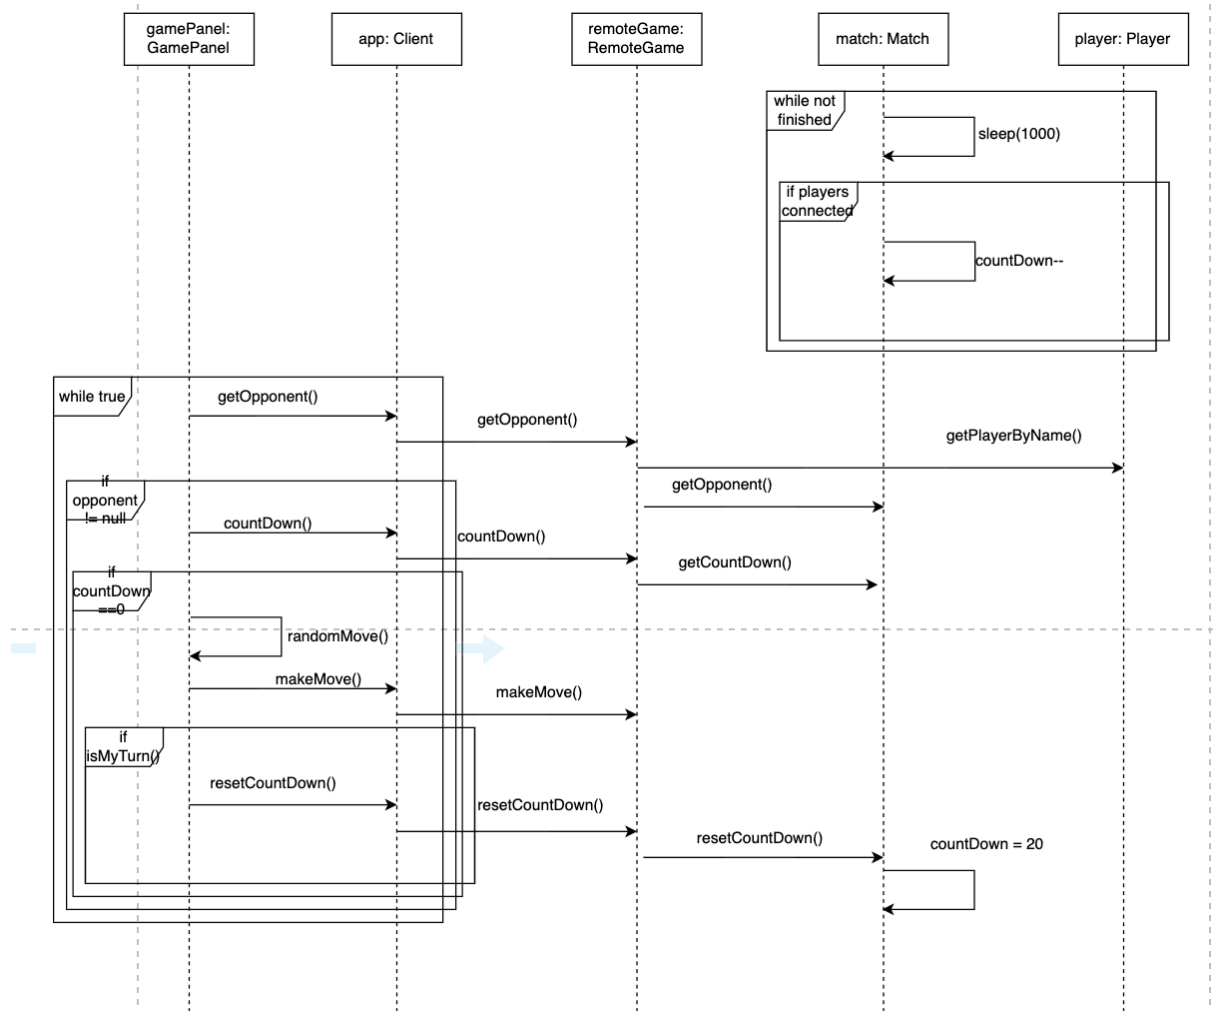 gamePanel:
GamePanel
app: Client
remoteGame:
RemoteGame
match: Match
player: Player
while not
finished
sleep(1000)
if players
connected
countDown--
while true
getOpponent()
getOpponent()
getPlayerByName()
if
opponent
!= null
getOpponent()
countDown()
countDown()
getCountDown()
if
countDown
==0
randomMove()
makeMove()
makeMove()
if
isMyTurn()
resetCountDown()
resetCountDown()
resetCountDown()
countDown = 20